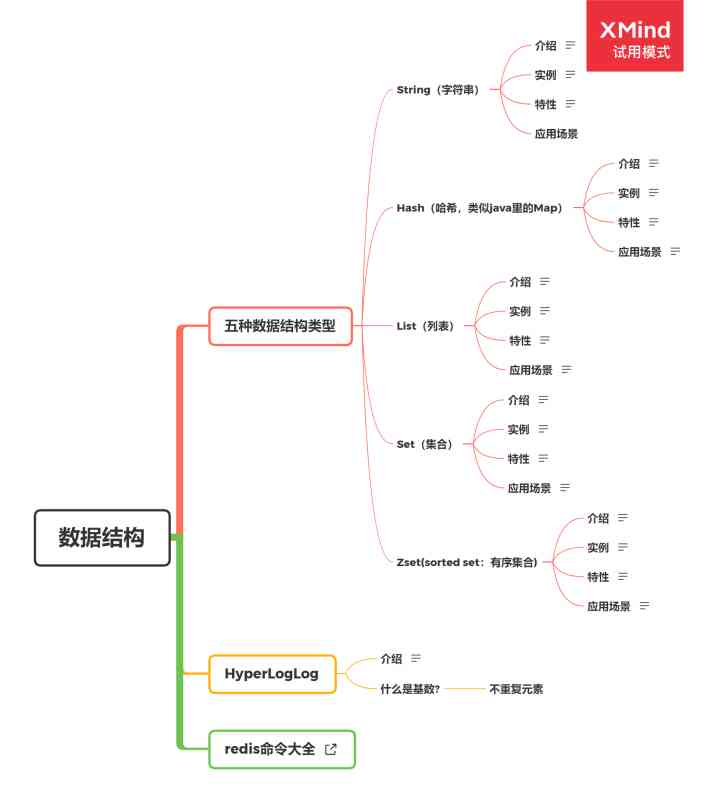 XMind
试用模式
介绍
实例
String（字符串）
特性
应用场景
介绍
实例
Hash（哈希，类似java里的Map）
特性
应用场景
介绍
实例
五种数据结构类型
List（列表）
特性
应用场景
介绍
实例
Set（集合）
特性
应用场景
数据结构
介绍
实例
Zset(sorted set：有序集合)
特性
应用场景
介绍
HyperLogLog
什么是基数?
不重复元素
redis命令大全